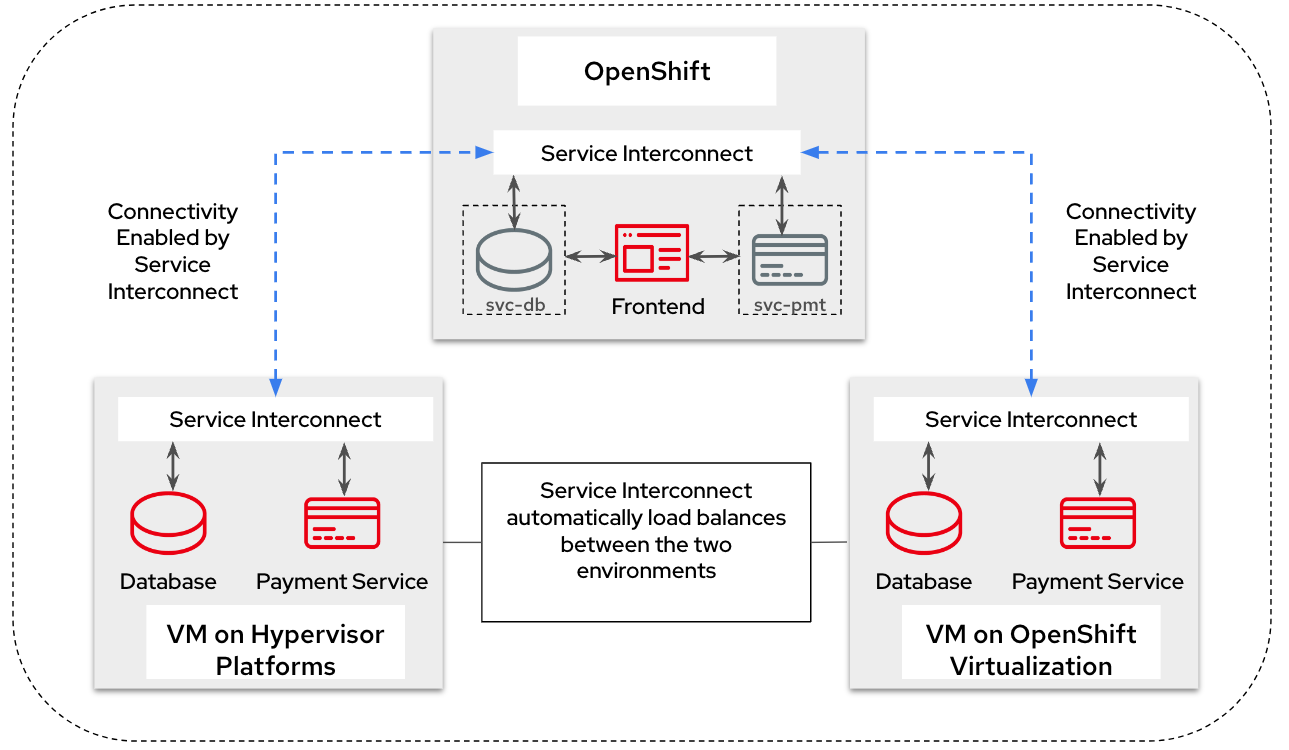 OpenShift
Service Interconnect
svc-db
Frontend
svc-pmt
Connectivity
Enabled by
Service
Interconnect
Connectivity
Enabled by
Service
Interconnect
Service Interconnect
Database
Payment Service
VM on Hypervisor
Platforms
Service Interconnect
automatically load balances
between the two
environments
Service Interconnect
Database
Payment Service
VM on OpenShift
Virtualization